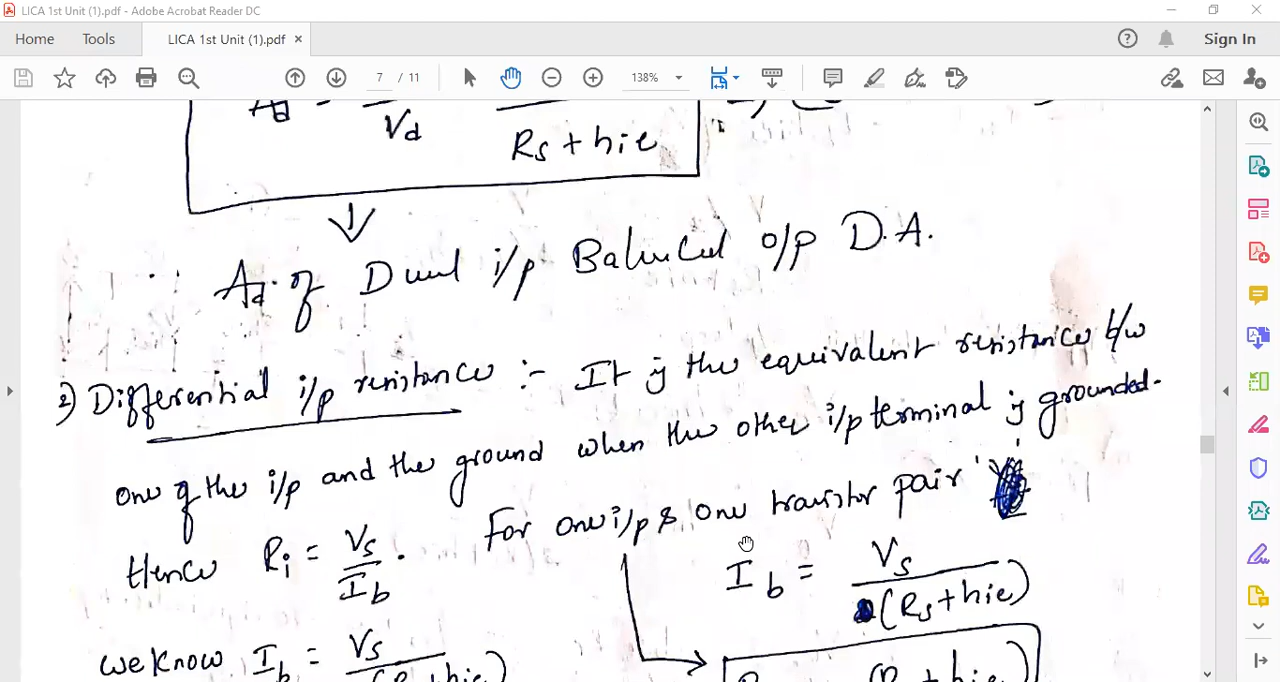 LICA 1st Unit (1).pdf - Adobe Acrobat Reader DC
Home Tools LICA 1st Unit (1).pdf × Sign In
7 / 11 138%
Ad = Vd Rs + hie
Ad of Dual i/p Balanced o/p D.A.
2) Differential i/p resistance :- It is the equivalent resistance b/w
one of the i/p and the ground when the other i/p terminal is grounded.
Hence Ri = Vs / Ib . For one i/p & one transistor pair
Ib = Vs / (Rs + hie)
we know Ib = Vs